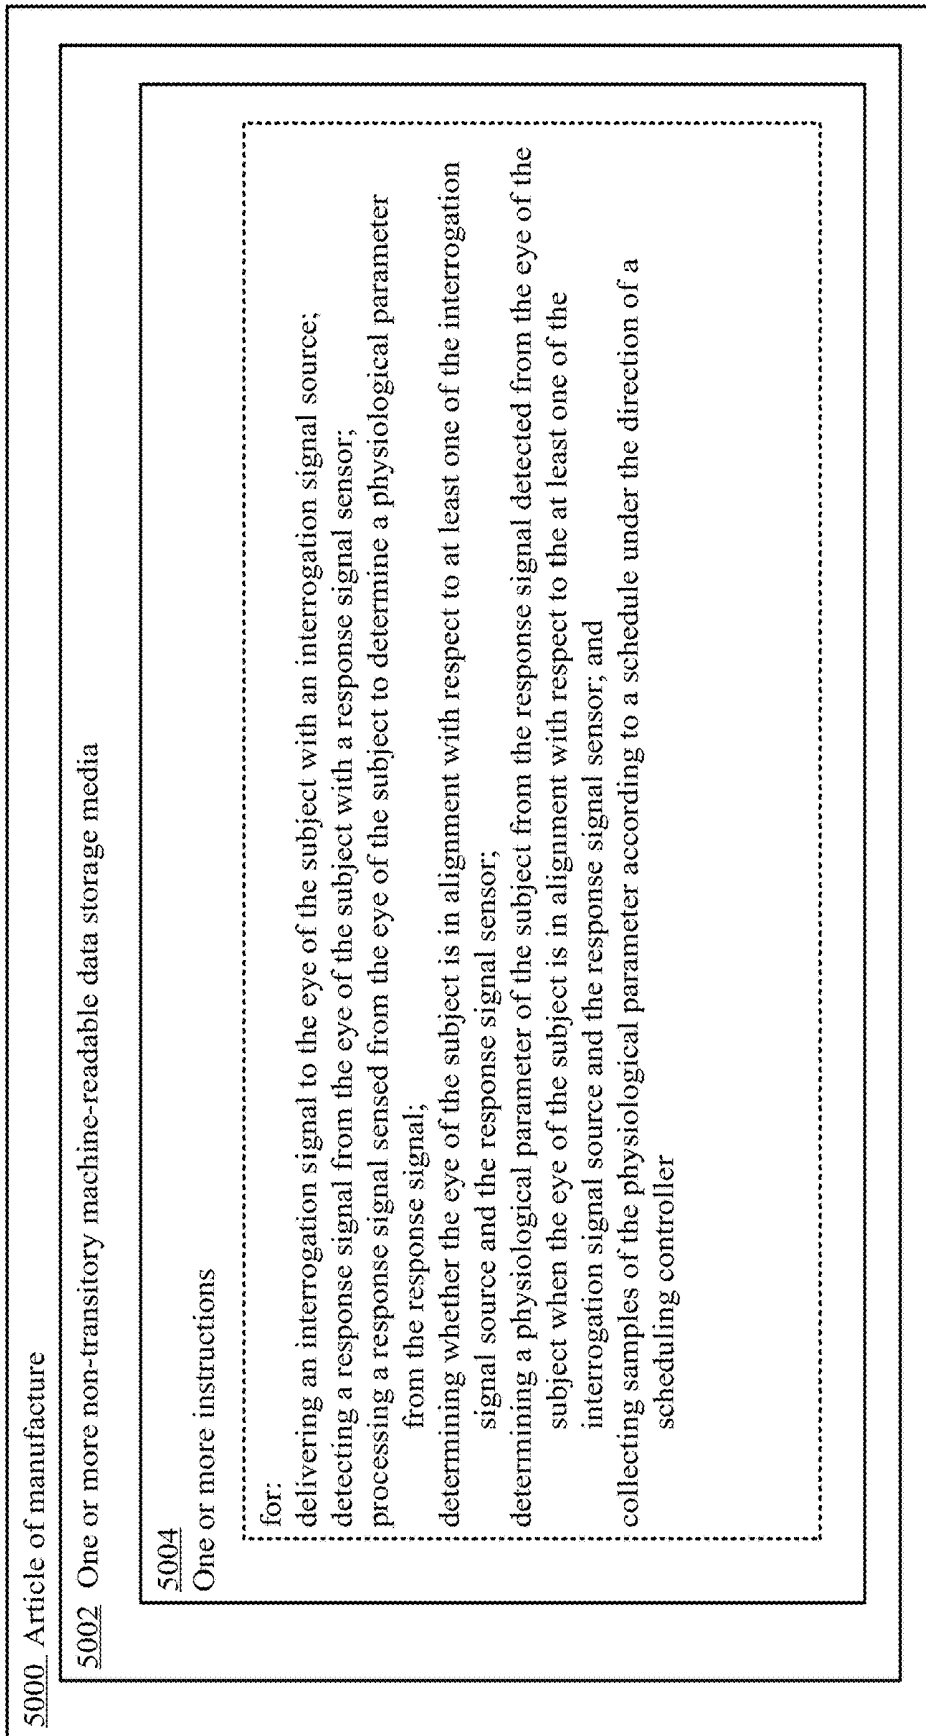 5000 Article of manufacture
5002 One or more non-transitory machine-readable data storage media
5004
One or more instructions
for:
delivering an interrogation signal to the eye of the subject with an interrogation signal source;
detecting a response signal from the eye of the subject with a response signal sensor;
processing a response signal sensed from the eye of the subject to determine a physiological parameter
from the response signal;
determining whether the eye of the subject is in alignment with respect to at least one of the interrogation
signal source and the response signal sensor;
determining a physiological parameter of the subject from the response signal detected from the eye of the
subject when the eye of the subject is in alignment with respect to the at least one of the
interrogation signal source and the response signal sensor; and
collecting samples of the physiological parameter according to a schedule under the direction of a
scheduling controller